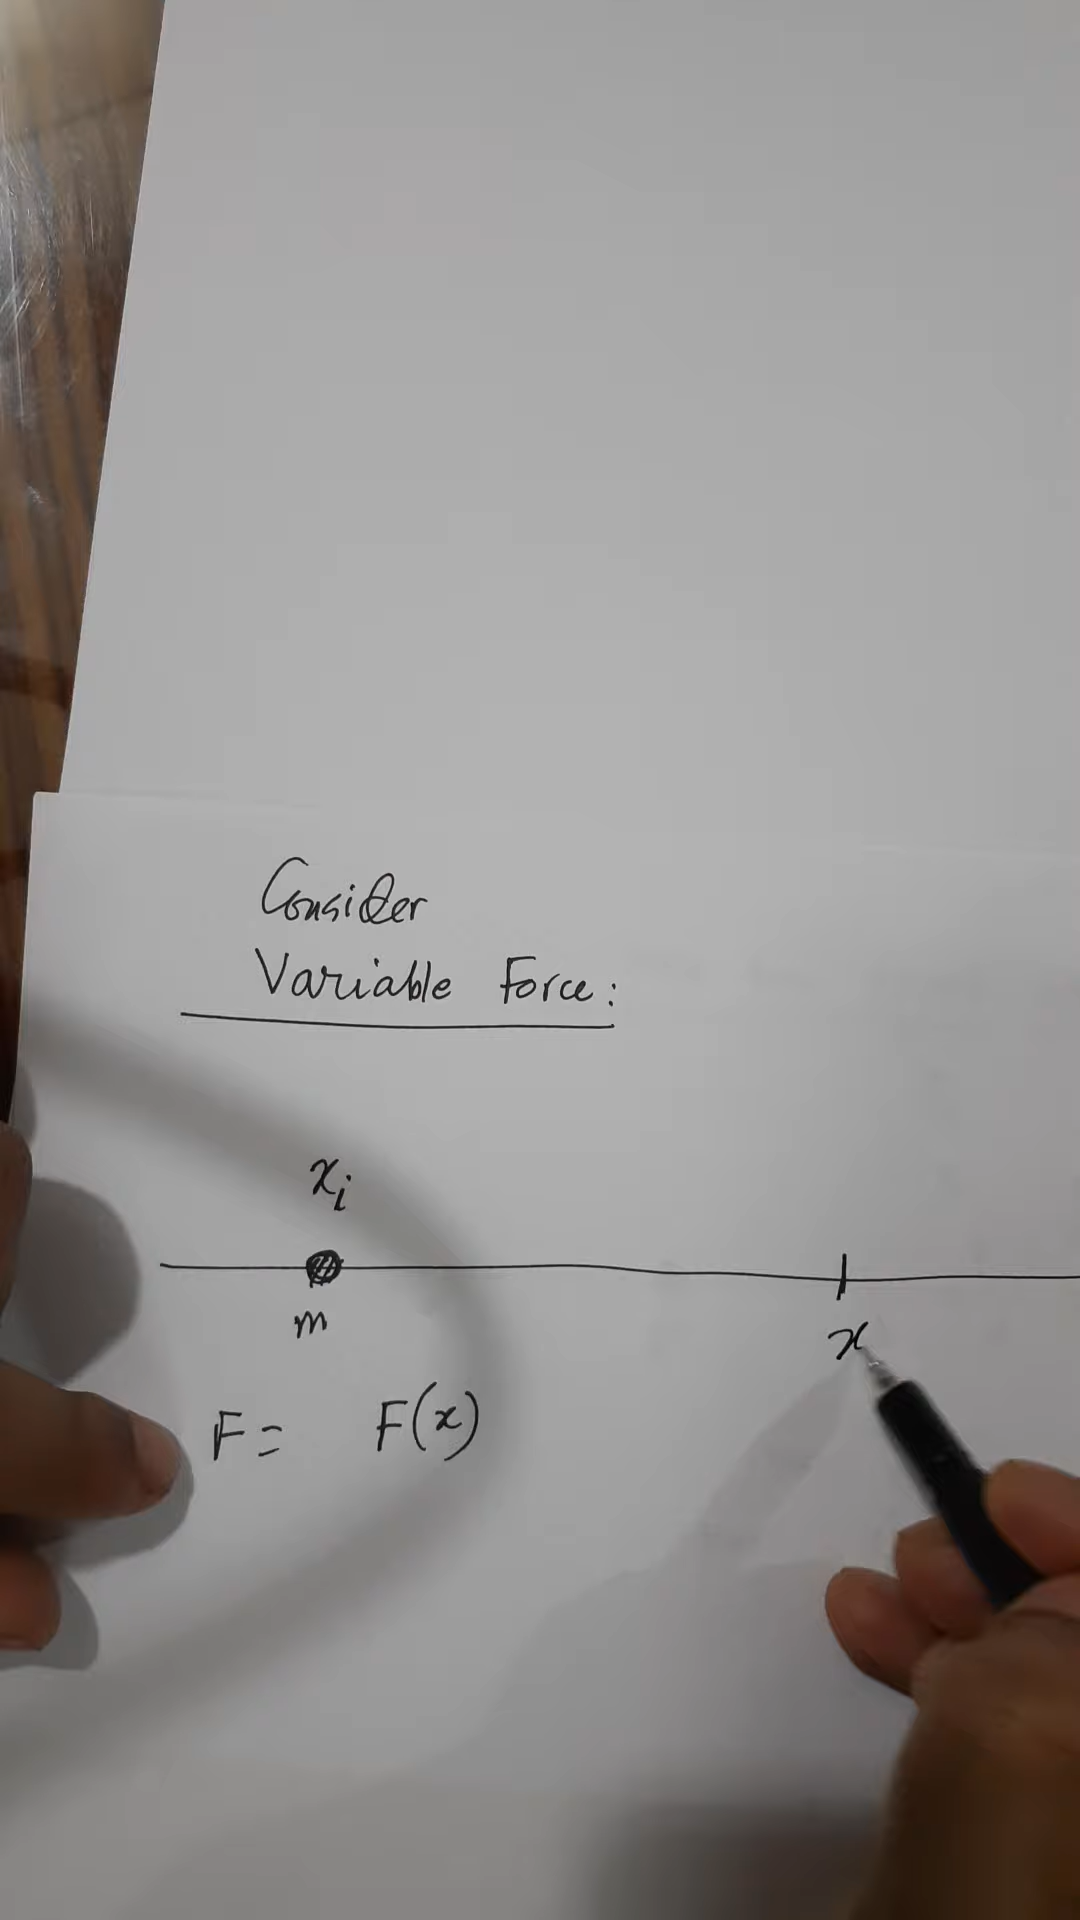 Consider
Variable Force:
xᵢ
m
x
F = F(x)